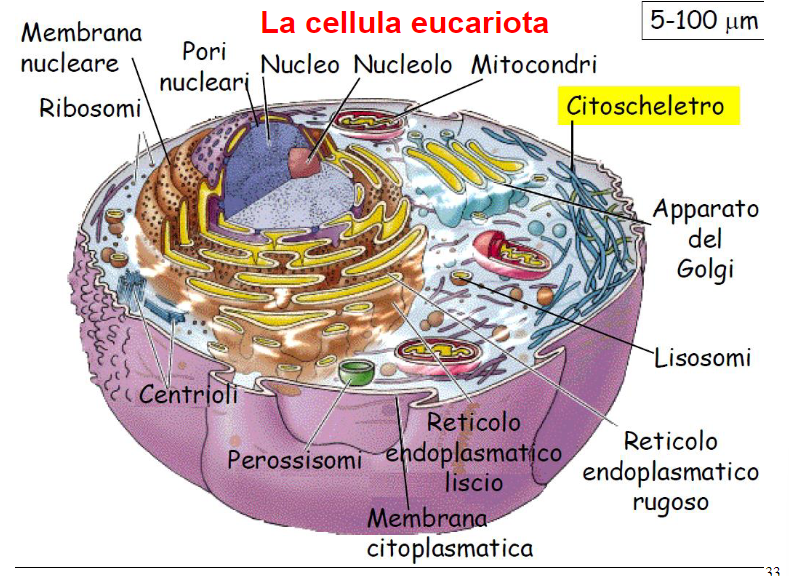 La cellula eucariota
5-100 μm
Membrana
nucleare
Pori
nucleari
Nucleo
Nucleolo
Mitocondri
Ribosomi
Citoscheletro
Apparato
del
Golgi
Lisosomi
Centrioli
Perossisomi
Reticolo
endoplasmatico
liscio
Reticolo
endoplasmatico
rugoso
Membrana
citoplasmatica
33